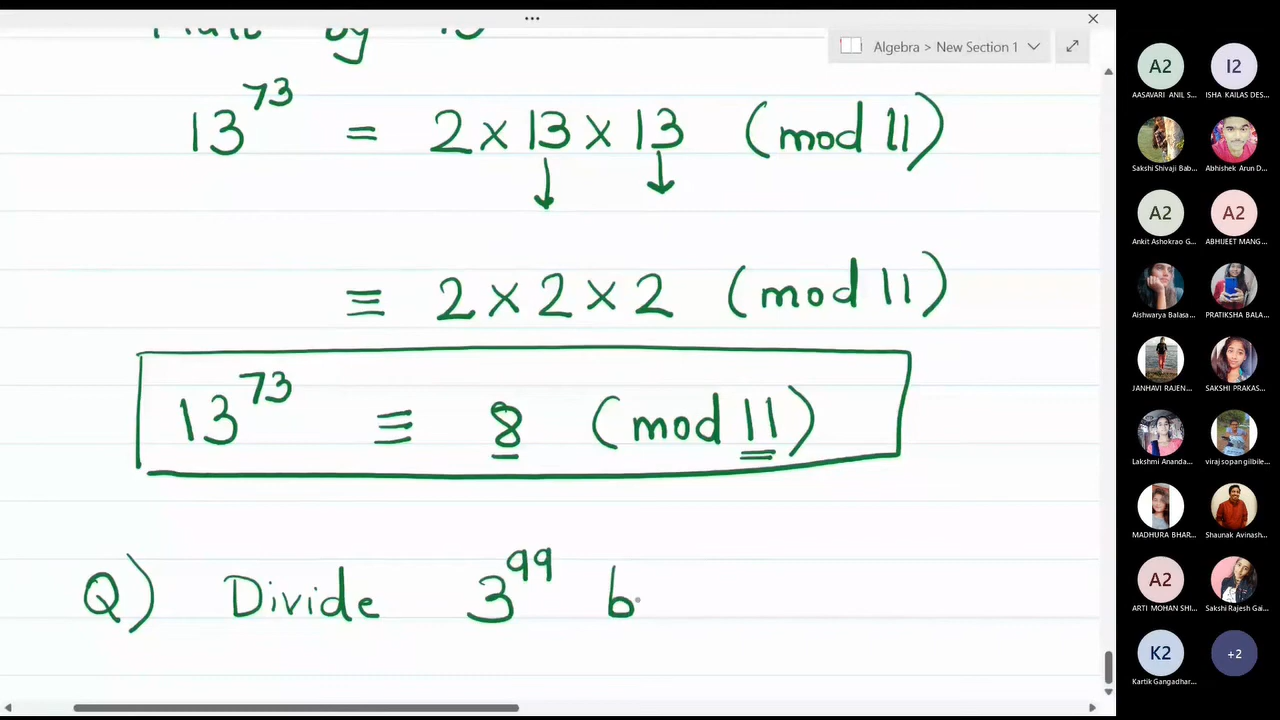 ...
Algebra > New Section 1
by
13^73 = 2 × 13 × 13 (mod 11)
↓ ↓
≡ 2 × 2 × 2 (mod 11)
13^73 ≡ 8 (mod 11)
Q) Divide 3^99 b
A2
I2
AASAVARI ANIL S...
ISHA KAILAS DES...
Sakshi Shivaji Bab...
Abhishek Arun D...
A2
A2
Ankit Ashokrao G...
ABHIJEET MANG...
Aishwarya Balasa...
PRATIKSHA BALA...
JANHAVI RAJEN...
SAKSHI PRAKAS...
Lakshmi Ananda...
viraj sopan gilbile...
MADHURA BHAR...
Shaunak Avinash...
A2
ARTI MOHAN SHI...
Sakshi Rajesh Gai...
K2
+2
Kartik Gangadhar...